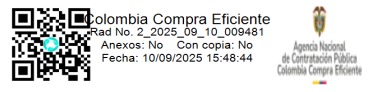 Colombia Compra Eficiente
Rad No. 2_2025_09_10_009481
Anexos: No Con copia: No
Fecha: 10/09/2025 15:48:44
Agencia Nacional
de Contratación Pública
Colombia Compra Eficiente